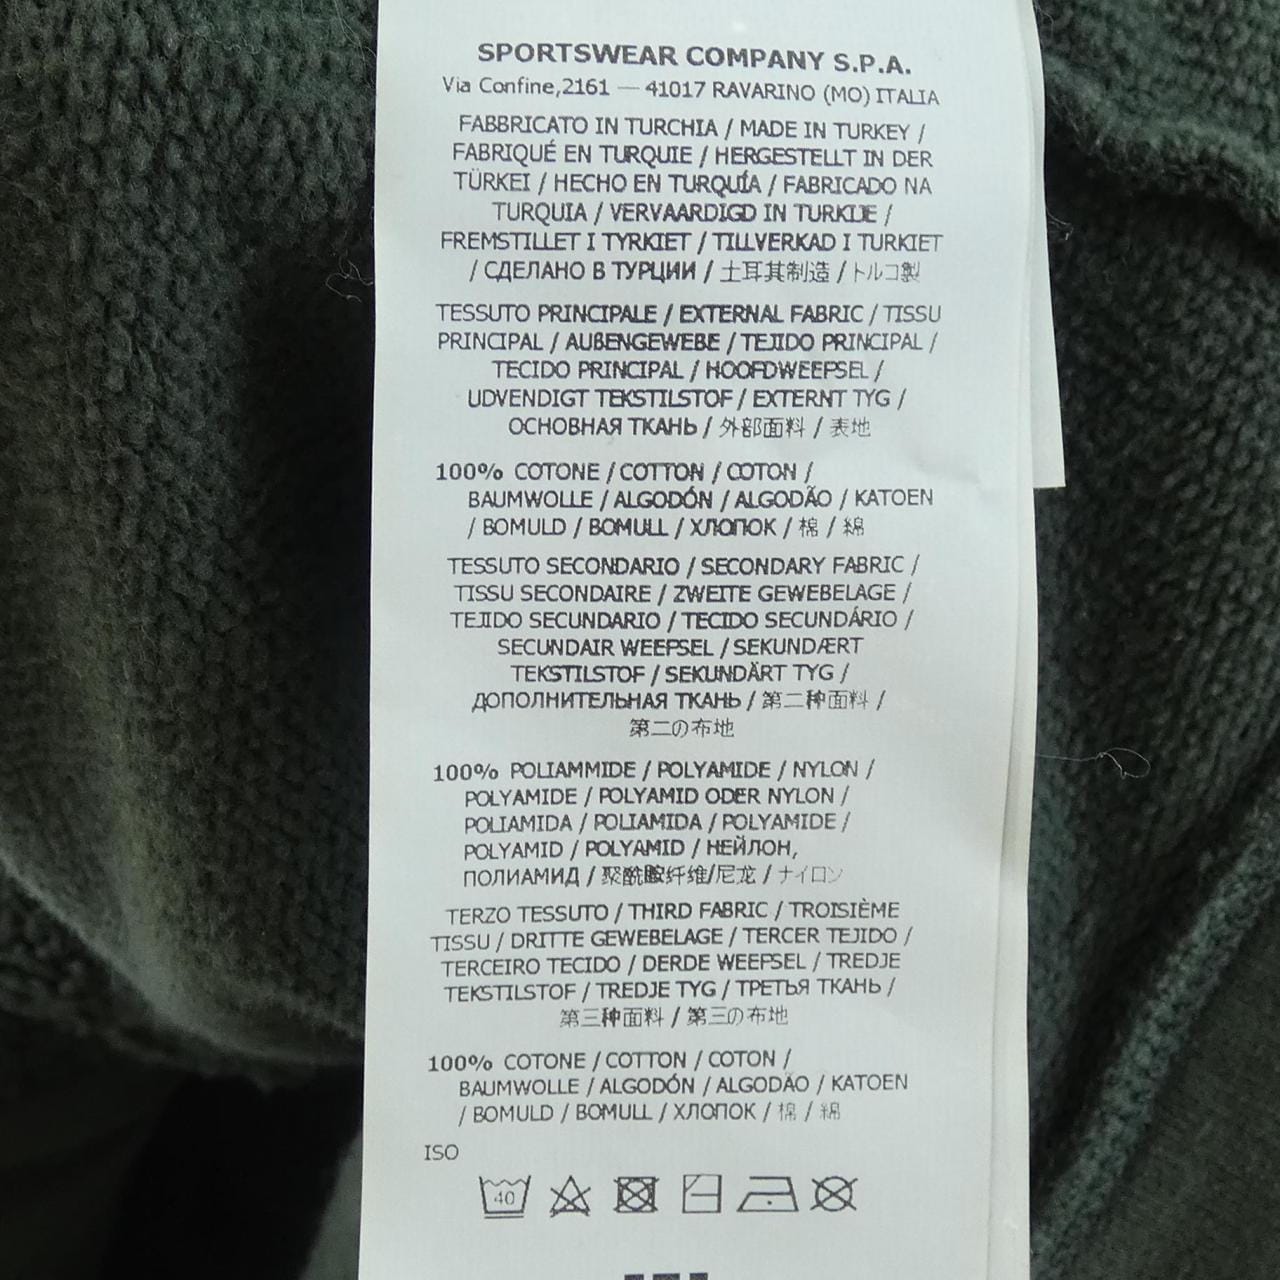 SPORTSWEAR COMPANY S.P.A.
Via Confine,2161 — 41017 RAVARINO (MO) ITALIA
FABBRICATO IN TURCHIA / MADE IN TURKEY /
FABRIQUÉ EN TURQUIE / HERGESTELLT IN DER
TÜRKEI / HECHO EN TURQUÍA / FABRICADO NA
TURQUIA / VERVAARDIGD IN TURKIJE /
FREMSTILLET I TYRKIET / TILLVERKAD I TURKIET
/ СДЕЛАНО В ТУРЦИИ / 土耳其制造 / トルコ製
TESSUTO PRINCIPALE / EXTERNAL FABRIC / TISSU
PRINCIPAL / AUßENGEWEBE / TEJIDO PRINCIPAL /
TECIDO PRINCIPAL / HOOFDWEEFSEL /
UDVENDIGT TEKSTILSTOF / EXTERNT TYG /
ОСНОВНАЯ ТКАНЬ / 外部面料 / 表地
100% COTONE / COTTON / COTON /
BAUMWOLLE / ALGODÓN / ALGODÃO / KATOEN
/ BOMULD / BOMULL / ХЛОПОК / 棉 / 綿
TESSUTO SECONDARIO / SECONDARY FABRIC /
TISSU SECONDAIRE / ZWEITE GEWEBELAGE /
TEJIDO SECUNDARIO / TECIDO SECUNDÁRIO /
SECUNDAIR WEEFSEL / SEKUNDÆRT
TEKSTILSTOF / SEKUNDÄRT TYG /
ДОПОЛНИТЕЛЬНАЯ ТКАНЬ / 第二种面料 /
第二の布地
100% POLIAMMIDE / POLYAMIDE / NYLON /
POLYAMIDE / POLYAMID ODER NYLON /
POLIAMIDA / POLIAMIDA / POLYAMIDE /
POLYAMID / POLYAMID / НЕЙЛОН,
ПОЛИАМИД / 聚酰胺纤维/尼龙 / ナイロン
TERZO TESSUTO / THIRD FABRIC / TROISIÈME
TISSU / DRITTE GEWEBELAGE / TERCER TEJIDO /
TERCEIRO TECIDO / DERDE WEEFSEL / TREDJE
TEKSTILSTOF / TREDJE TYG / ТРЕТЬЯ ТКАНЬ /
第三种面料 / 第三の布地
100% COTONE / COTTON / COTON /
BAUMWOLLE / ALGODÓN / ALGODÃO / KATOEN
/ BOMULD / BOMULL / ХЛОПОК / 棉 / 綿
ISO
40